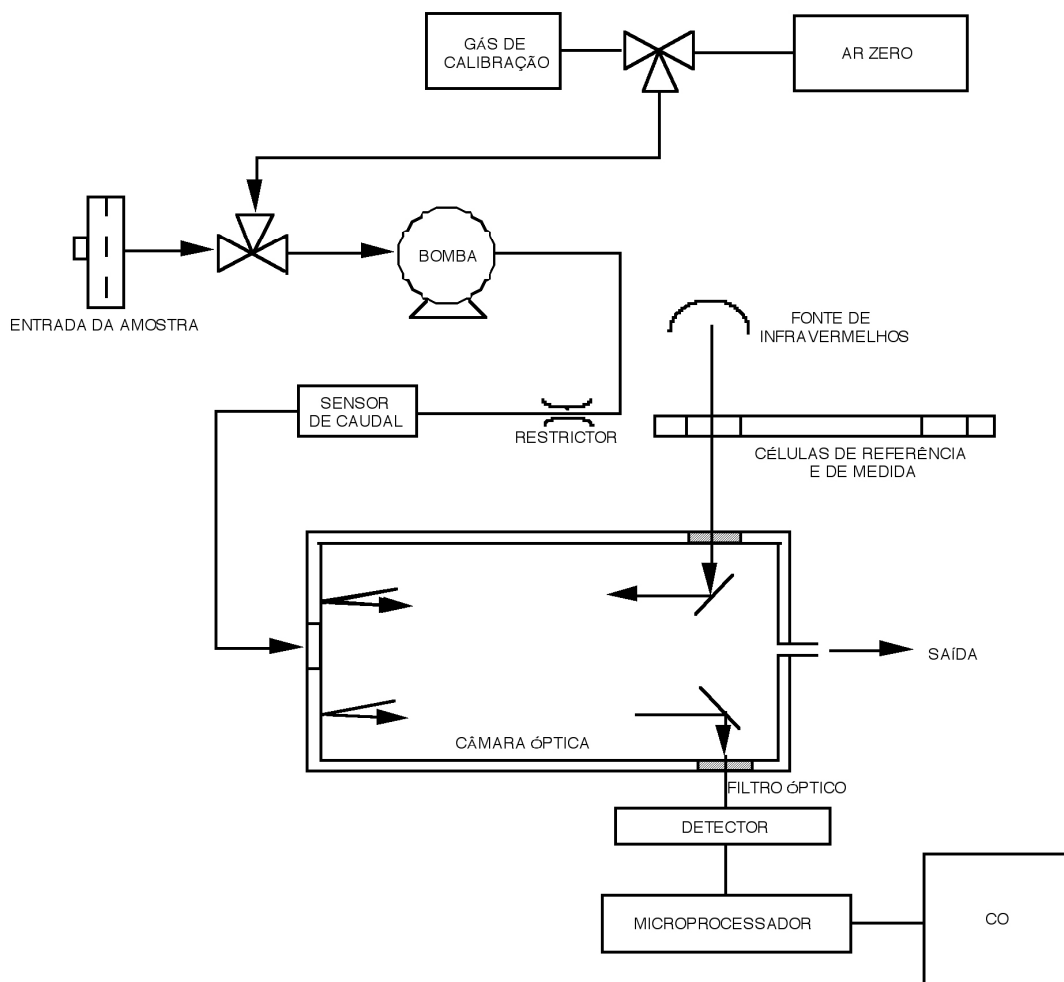 GÁS DE
CALIBRAÇÃO
AR ZERO
BOMBA
ENTRADA DA AMOSTRA
FONTE DE
INFRAVERMELHOS
SENSOR
DE CAUDAL
RESTRICTOR
CÉLULAS DE REFERÊNCIA
E DE MEDIDA
SAÍDA
CÂMARA ÓPTICA
FILTRO ÓPTICO
DETECTOR
MICROPROCESSADOR
CO